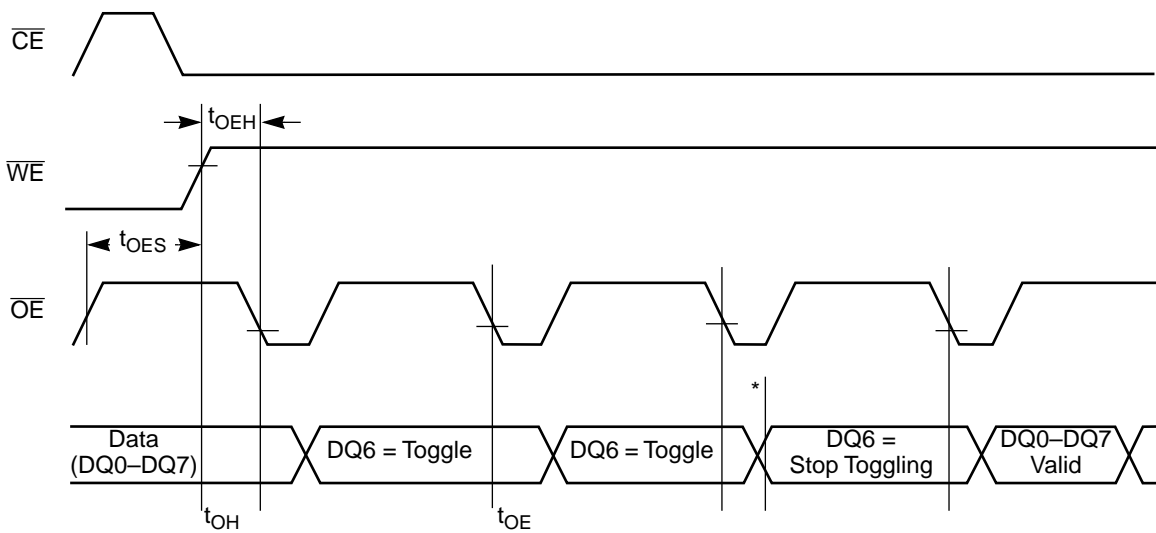 CE
tOEH
WE
tOES
OE
*
Data
(DQ0–DQ7)
DQ6 = Toggle
DQ6 = Toggle
DQ6 =
Stop Toggling
DQ0–DQ7
Valid
tOH
tOE